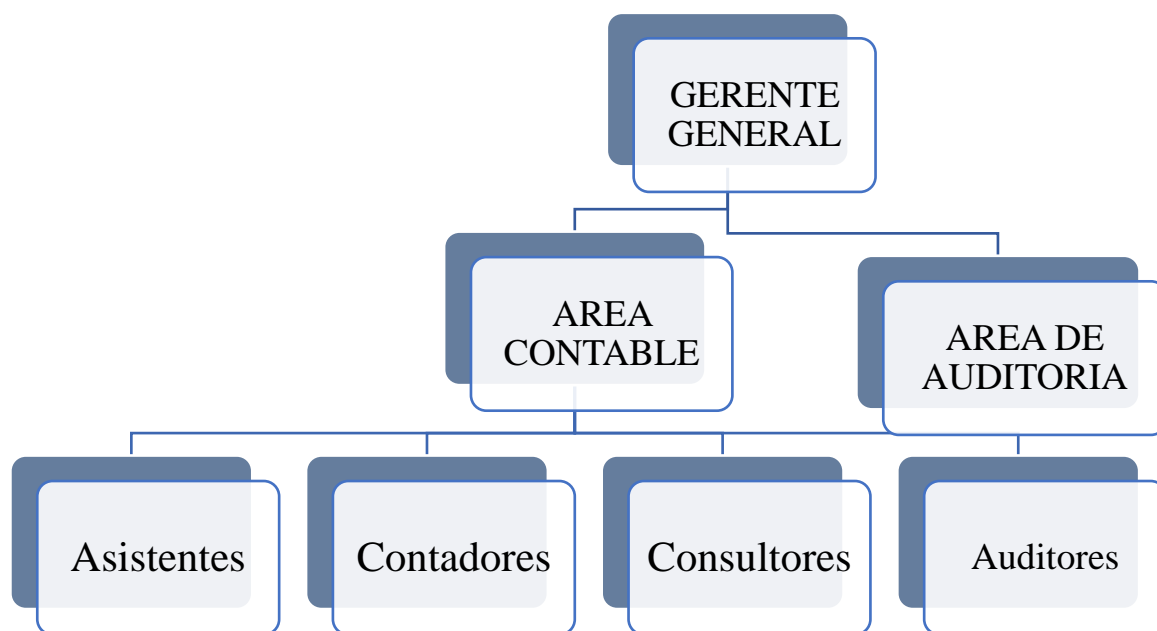 GERENTE
GENERAL
AREA
CONTABLE
AREA DE
AUDITORIA
Asistentes
Contadores
Consultores
Auditores